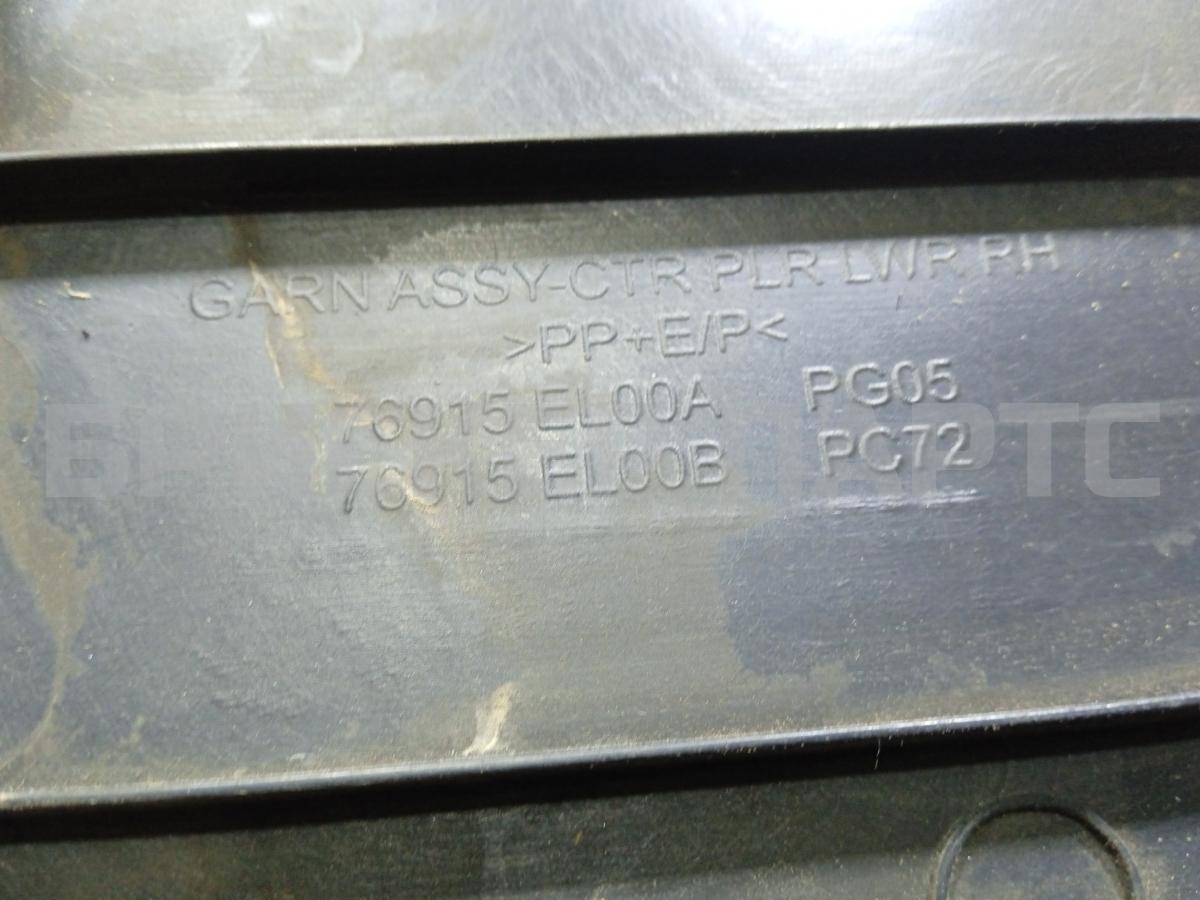 GARN ASSY-CTR PLR LWR RH
>PP+E/P<
76915 EL00A PG05
76915 EL00B PC72